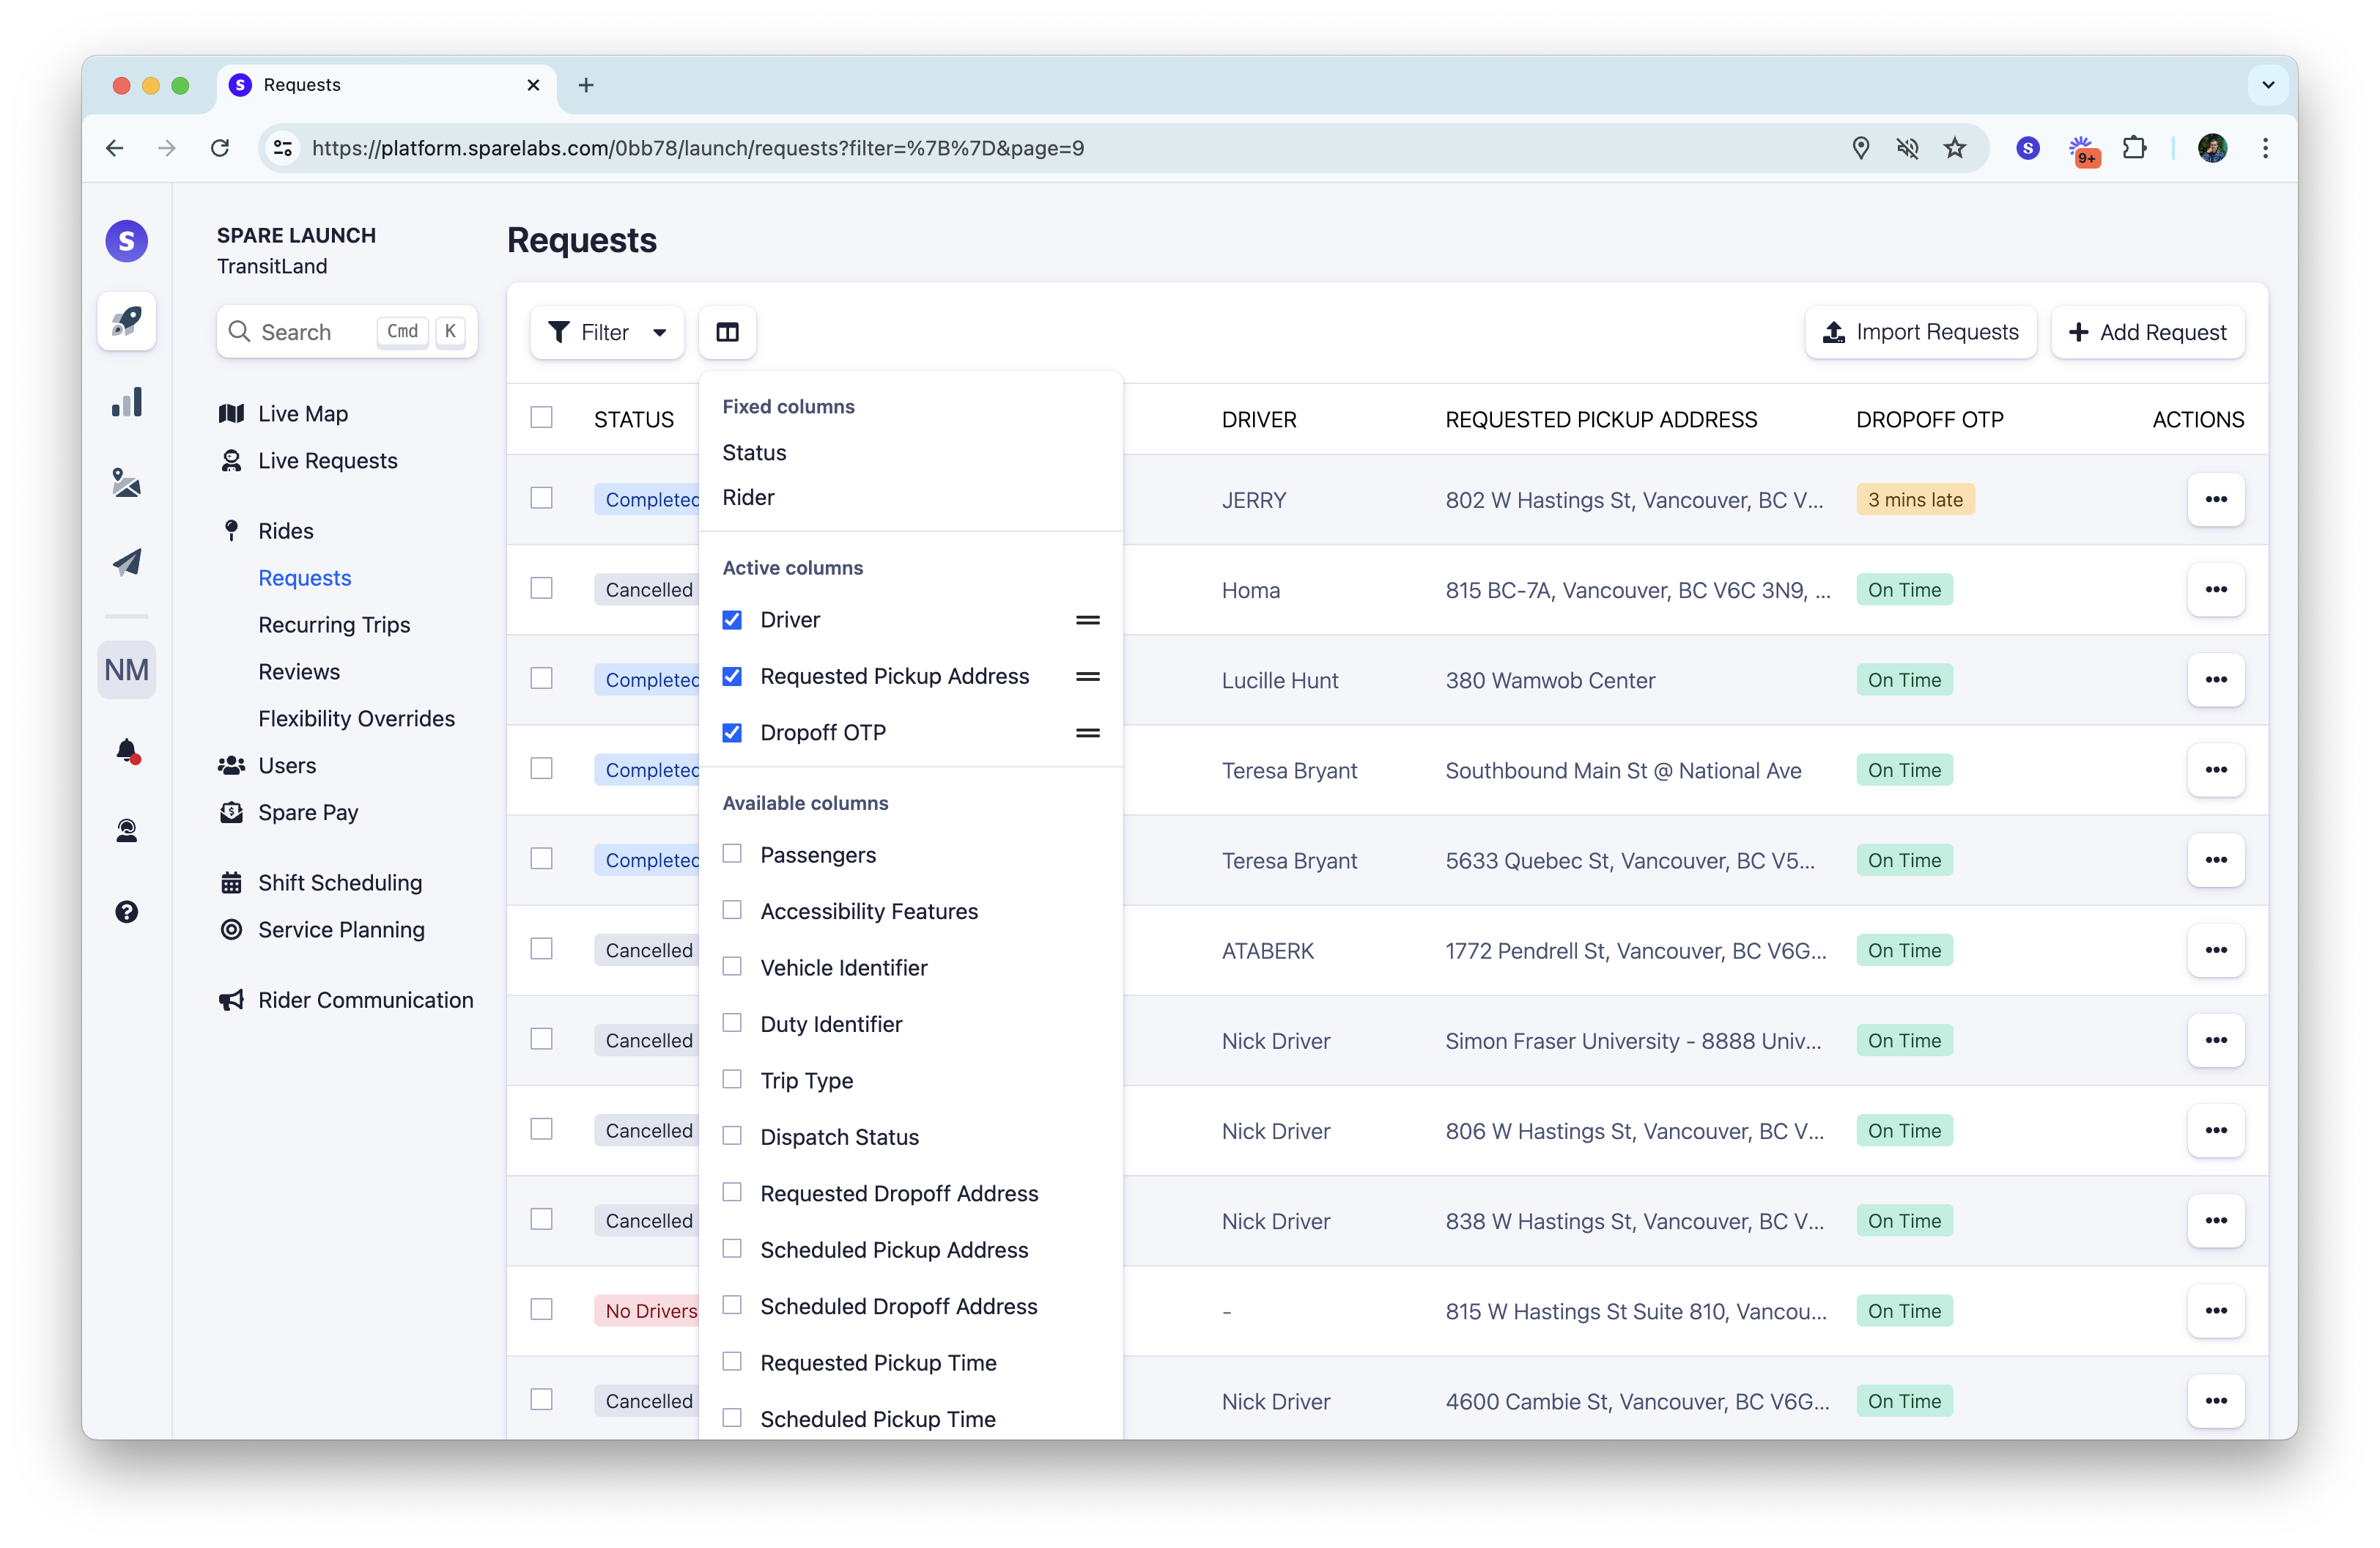 S Requests
https://platform.sparelabs.com/0bb78/launch/requests?filter=%7B%7D&page=9
S
9+
S
SPARE LAUNCH
TransitLand
Search Cmd K
Live Map
Live Requests
Rides
Requests
Recurring Trips
Reviews
Flexibility Overrides
Users
Spare Pay
Shift Scheduling
Service Planning
Rider Communication
NM
Requests
Filter
Import Requests
Add Request
STATUS DRIVER REQUESTED PICKUP ADDRESS DROPOFF OTP ACTIONS
Completed JERRY 802 W Hastings St, Vancouver, BC V... 3 mins late
Cancelled Homa 815 BC-7A, Vancouver, BC V6C 3N9, ... On Time
Completed Lucille Hunt 380 Wamwob Center On Time
Completed Teresa Bryant Southbound Main St @ National Ave On Time
Completed Teresa Bryant 5633 Quebec St, Vancouver, BC V5... On Time
Cancelled ATABERK 1772 Pendrell St, Vancouver, BC V6G... On Time
Cancelled Nick Driver Simon Fraser University - 8888 Univ... On Time
Cancelled Nick Driver 806 W Hastings St, Vancouver, BC V... On Time
Cancelled Nick Driver 838 W Hastings St, Vancouver, BC V... On Time
No Drivers - 815 W Hastings St Suite 810, Vancou... On Time
Cancelled Nick Driver 4600 Cambie St, Vancouver, BC V6G... On Time
Fixed columns
Status
Rider
Active columns
Driver
Requested Pickup Address
Dropoff OTP
Available columns
Passengers
Accessibility Features
Vehicle Identifier
Duty Identifier
Trip Type
Dispatch Status
Requested Dropoff Address
Scheduled Pickup Address
Scheduled Dropoff Address
Requested Pickup Time
Scheduled Pickup Time